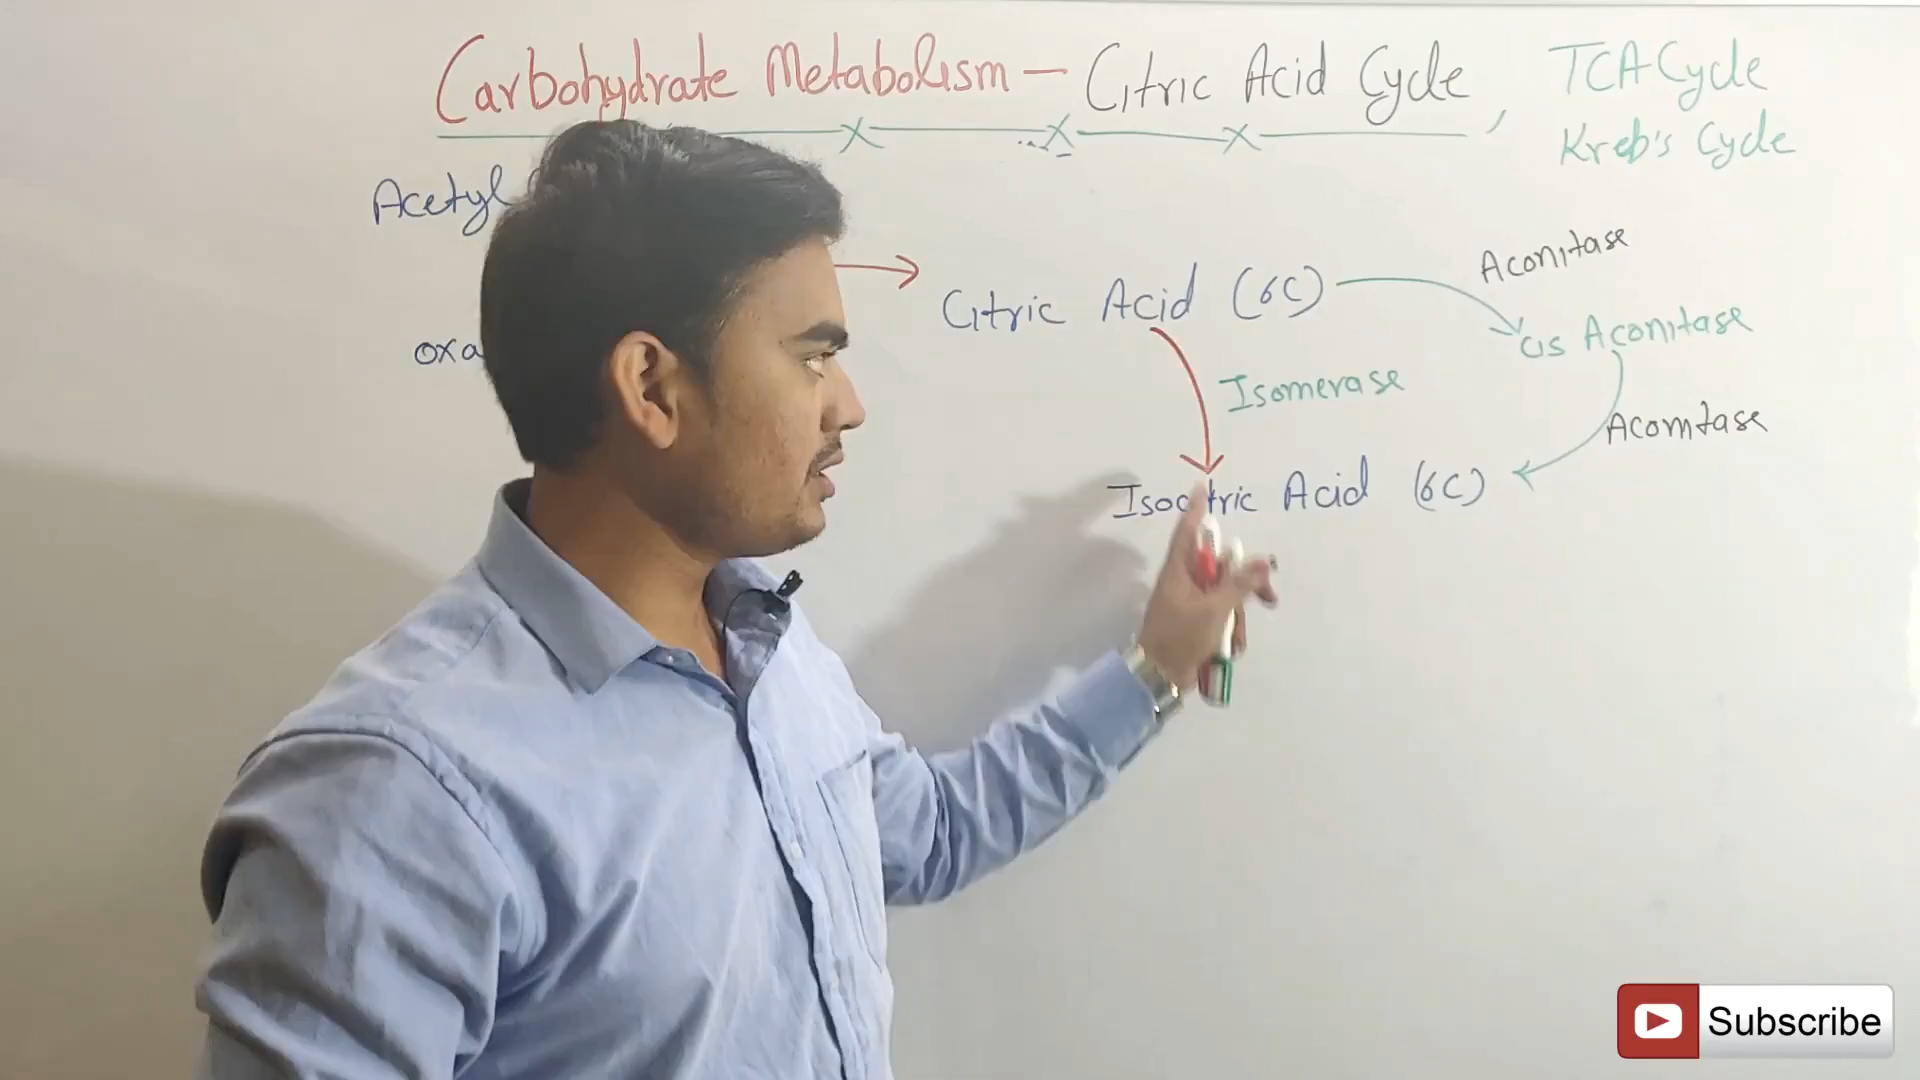 Carbohydrate Metabolism — Citric Acid Cycle,
TCA Cycle
Kreb's Cycle
Acetyl
oxa
Citric Acid (6C)
Aconitase
cis Aconitase
Isomerase
Aconitase
Isocitric Acid (6C)
Subscribe